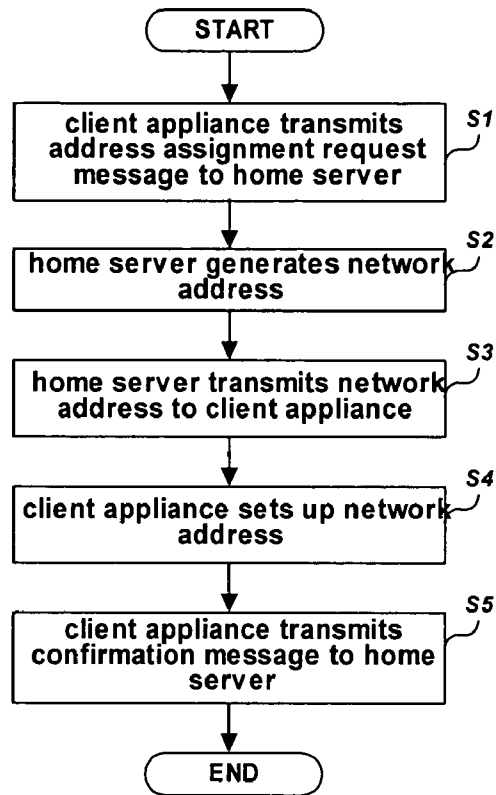 START
client appliance transmits
address assignment request
message to home server
S1
home server generates network
address
S2
home server transmits network
address to client appliance
S3
client appliance sets up network
address
S4
client appliance transmits
confirmation message to home
server
S5
END